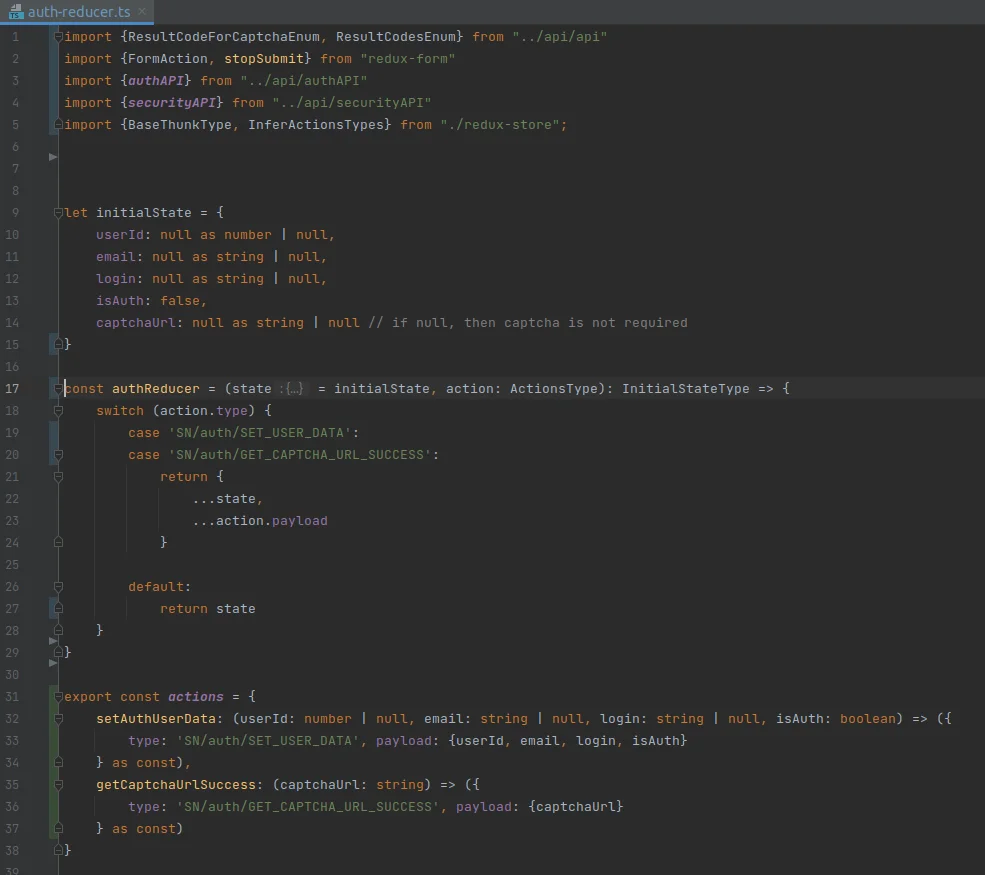 auth-reducer.ts
1 import {ResultCodeForCaptchaEnum, ResultCodesEnum} from "../api/api"
2 import {FormAction, stopSubmit} from "redux-form"
3 import {authAPI} from "../api/authAPI"
4 import {securityAPI} from "../api/securityAPI"
5 import {BaseThunkType, InferActionsTypes} from "./redux-store";
6
7
8
9 let initialState = {
10     userId: null as number | null,
11     email: null as string | null,
12     login: null as string | null,
13     isAuth: false,
14     captchaUrl: null as string | null // if null, then captcha is not required
15 }
16
17 const authReducer = (state :{...} = initialState, action: ActionsType): InitialStateType => {
18     switch (action.type) {
19         case 'SN/auth/SET_USER_DATA':
20         case 'SN/auth/GET_CAPTCHA_URL_SUCCESS':
21             return {
22                 ...state,
23                 ...action.payload
24             }
25
26         default:
27             return state
28     }
29 }
30
31 export const actions = {
32     setAuthUserData: (userId: number | null, email: string | null, login: string | null, isAuth: boolean) => ({
33         type: 'SN/auth/SET_USER_DATA', payload: {userId, email, login, isAuth}
34     } as const),
35     getCaptchaUrlSuccess: (captchaUrl: string) => ({
36         type: 'SN/auth/GET_CAPTCHA_URL_SUCCESS', payload: {captchaUrl}
37     } as const)
38 }
39